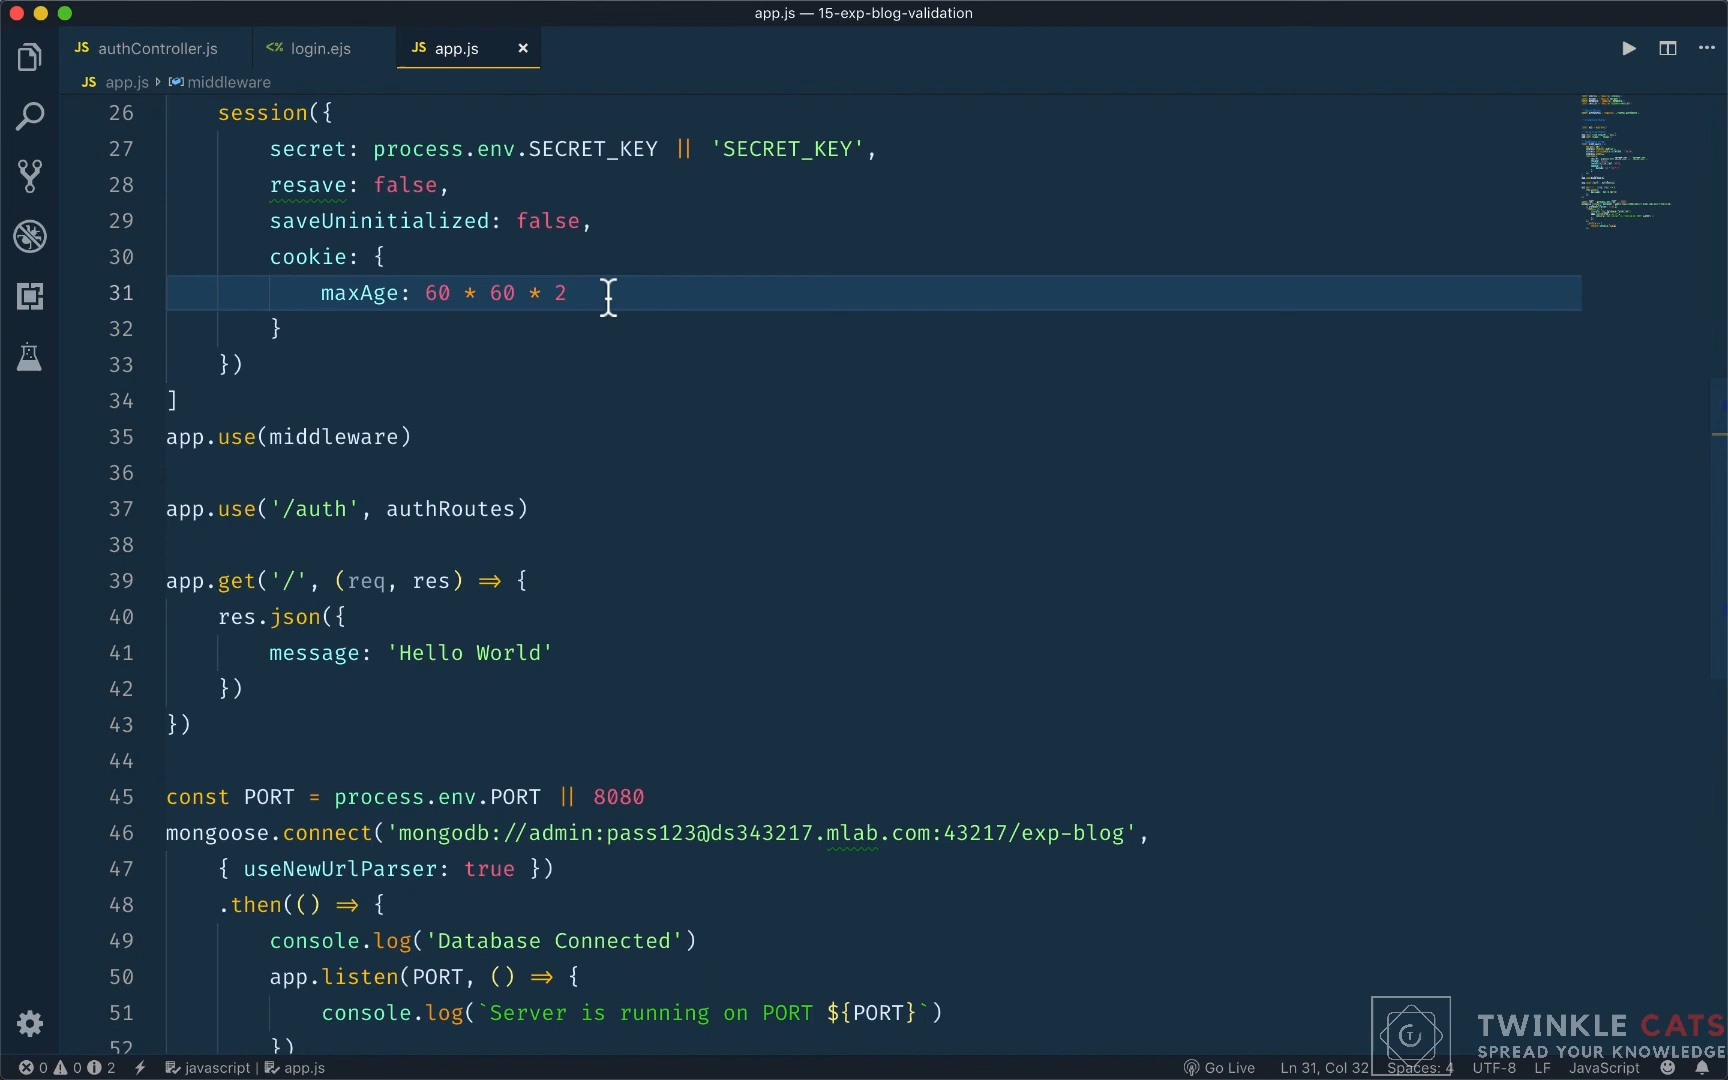 app.js — 15-exp-blog-validation
JS authController.js <% login.ejs JS app.js ×
JS app.js middleware
26 session({
27 secret: process.env.SECRET_KEY || 'SECRET_KEY',
28 resave: false,
29 saveUninitialized: false,
30 cookie: {
31 maxAge: 60 * 60 * 2
32 }
33 })
34 ]
35 app.use(middleware)
36
37 app.use('/auth', authRoutes)
38
39 app.get('/', (req, res) => {
40 res.json({
41 message: 'Hello World'
42 })
43 })
44
45 const PORT = process.env.PORT || 8080
46 mongoose.connect('mongodb://admin:pass123@ds343217.mlab.com:43217/exp-blog',
47 { useNewUrlParser: true })
48 .then(() => {
49 console.log('Database Connected')
50 app.listen(PORT, () => {
51 console.log(`Server is running on PORT ${PORT}`)
52 })
TWINKLE CATS
SPREAD YOUR KNOWLEDGE
0 0 2 javascript | app.js Go Live Ln 31, Col 32 Spaces: 4 UTF-8 LF JavaScript